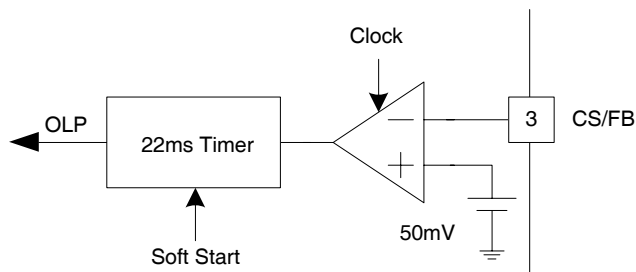 Clock
OLP
22ms Timer
3
CS/FB
50mV
Soft Start